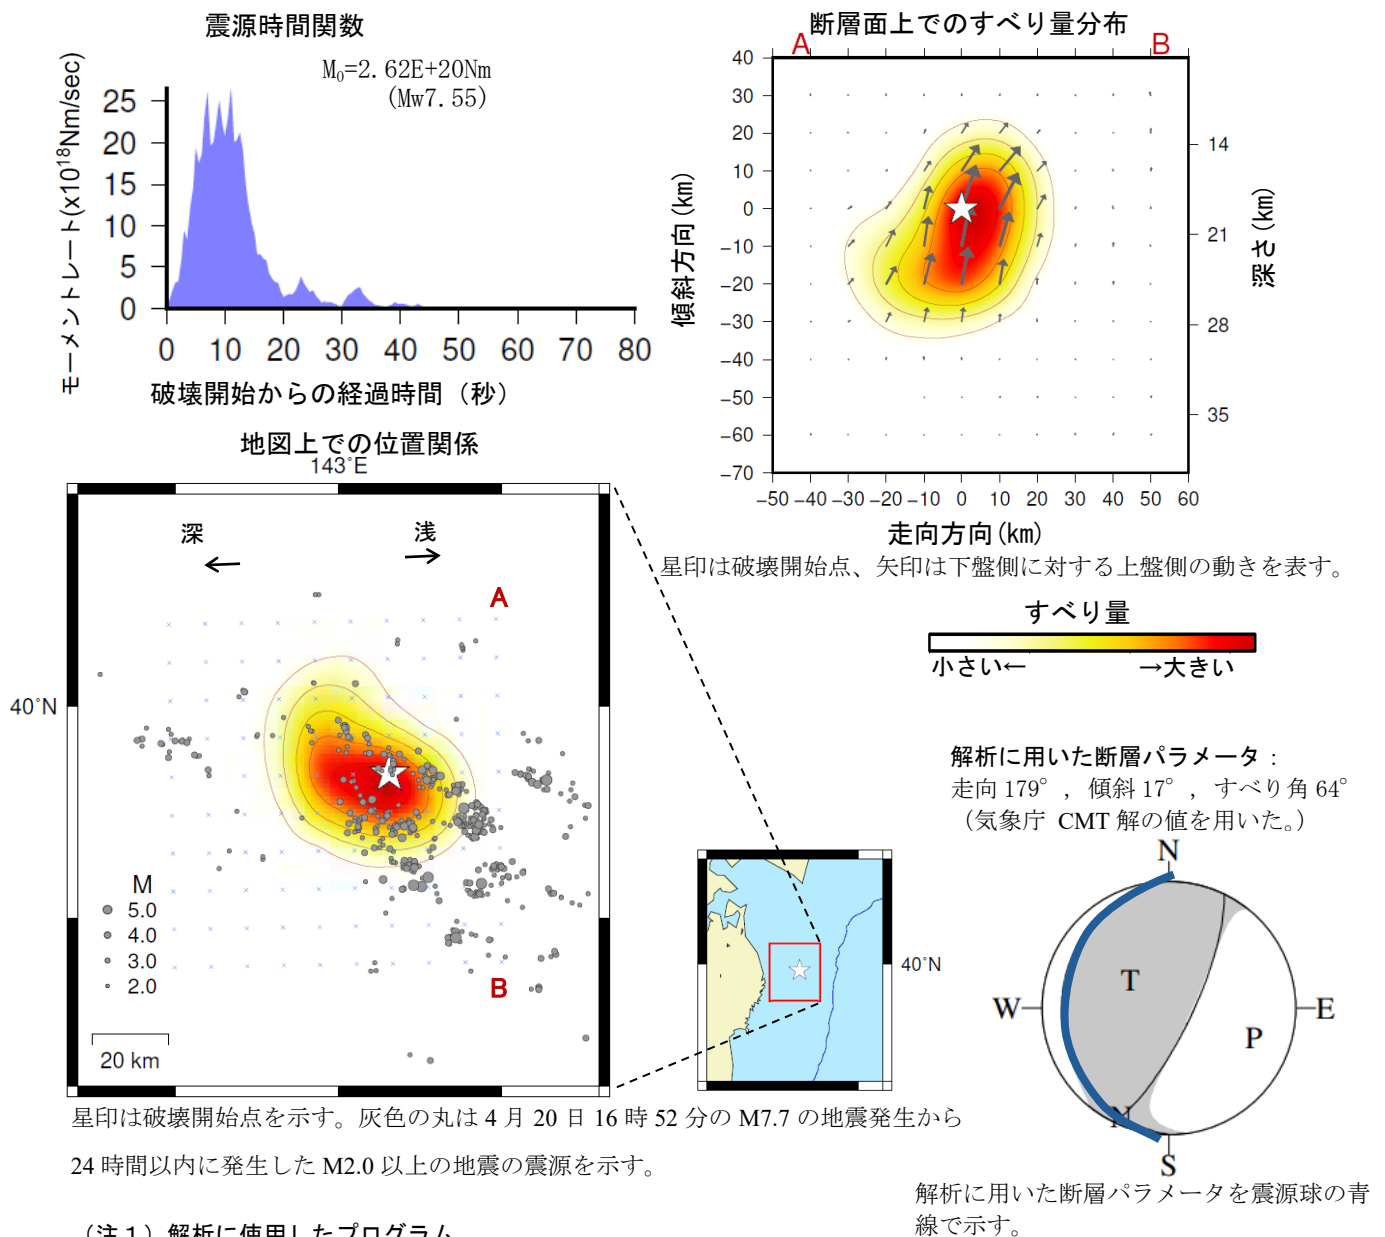 震源時間関数
M0=2.62E+20Nm
(Mw7.55)
モーメントレート(x10^18Nm/sec)
25
20
15
10
5
0
0 10 20 30 40 50 60 70 80
破壊開始からの経過時間（秒）
断層面上でのすべり量分布
A B
傾斜方向(km)
40
30
20
10
0
−10
−20
−30
−40
−50
−60
−70
14
21
28
35
深さ(km)
−50 −40 −30 −20 −10 0 10 20 30 40 50 60
走向方向(km)
星印は破壊開始点、矢印は下盤側に対する上盤側の動きを表す。
すべり量
小さい← →大きい
地図上での位置関係
143°E
深 浅
← →
A
40°N
M
5.0
4.0
3.0
2.0
B
20 km
40°N
解析に用いた断層パラメータ：
走向 179°，傾斜 17°，すべり角 64°
（気象庁 CMT 解の値を用いた。）
N
T
W
E
P
N
S
星印は破壊開始点を示す。灰色の丸は 4 月 20 日 16 時 52 分の M7.7 の地震発生から
24 時間以内に発生した M2.0 以上の地震の震源を示す。
解析に用いた断層パラメータを震源球の青
線で示す。
（注１）解析に使用したプログラム